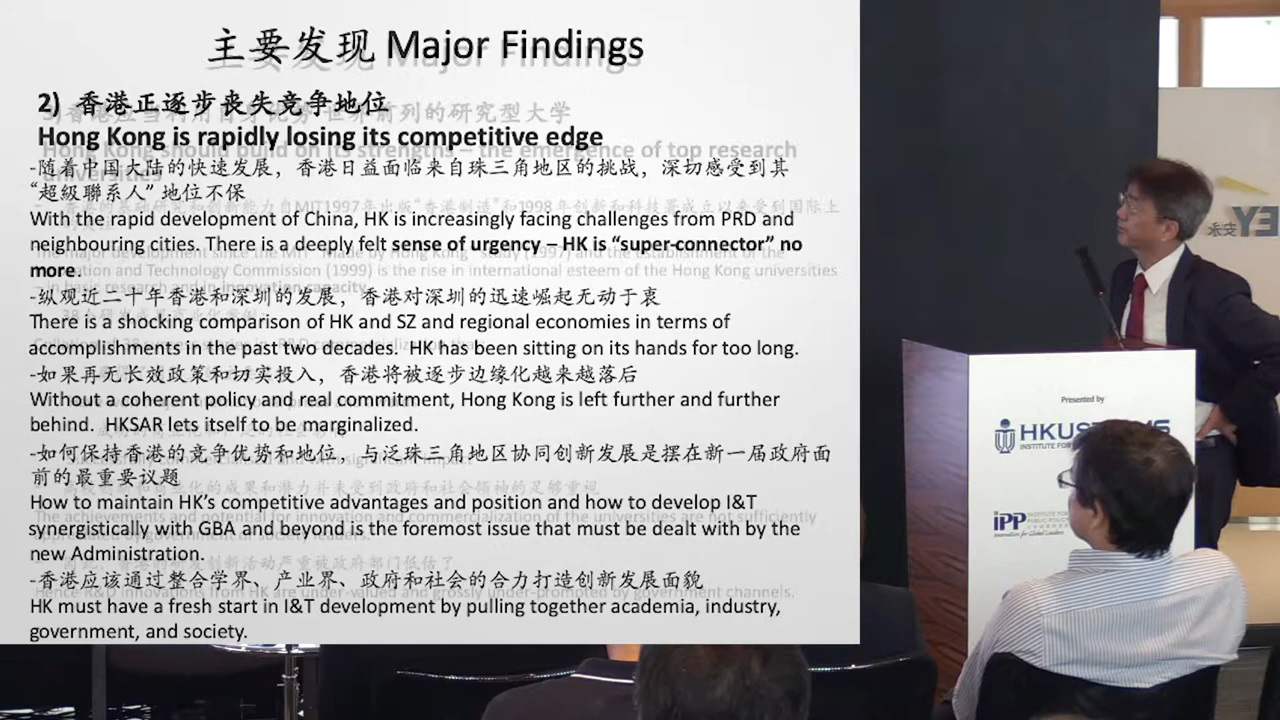 主要发现 Major Findings
2) 香港正逐步丧失竞争地位
Hong Kong is rapidly losing its competitive edge
-随着中国大陆的快速发展，香港日益面临来自珠三角地区的挑战，深切感受到其
“超級聯系人” 地位不保
With the rapid development of China, HK is increasingly facing challenges from PRD and
neighbouring cities. There is a deeply felt sense of urgency – HK is “super-connector” no
more.
-纵观近二十年香港和深圳的发展，香港对深圳的迅速崛起无动于衷
There is a shocking comparison of HK and SZ and regional economies in terms of
accomplishments in the past two decades. HK has been sitting on its hands for too long.
-如果再无长效政策和切实投入，香港将被逐步边缘化越来越落后
Without a coherent policy and real commitment, Hong Kong is left further and further
behind. HKSAR lets itself to be marginalized.
-如何保持香港的竞争优势和地位、与泛珠三角地区协同创新发展是摆在新一届政府面
前的最重要议题
How to maintain HK’s competitive advantages and position and how to develop I&T
synergistically with GBA and beyond is the foremost issue that must be dealt with by the
new Administration.
-香港应该通过整合学界、产业界、政府和社会的合力打造创新发展面貌
HK must have a fresh start in I&T development by pulling together academia, industry,
government, and society.
EY安永
Presented by
HKUST
INSTITUTE FOR
iPP
INSTITUTE FOR
PUBLIC POLICY
Innovation for Global Leaders